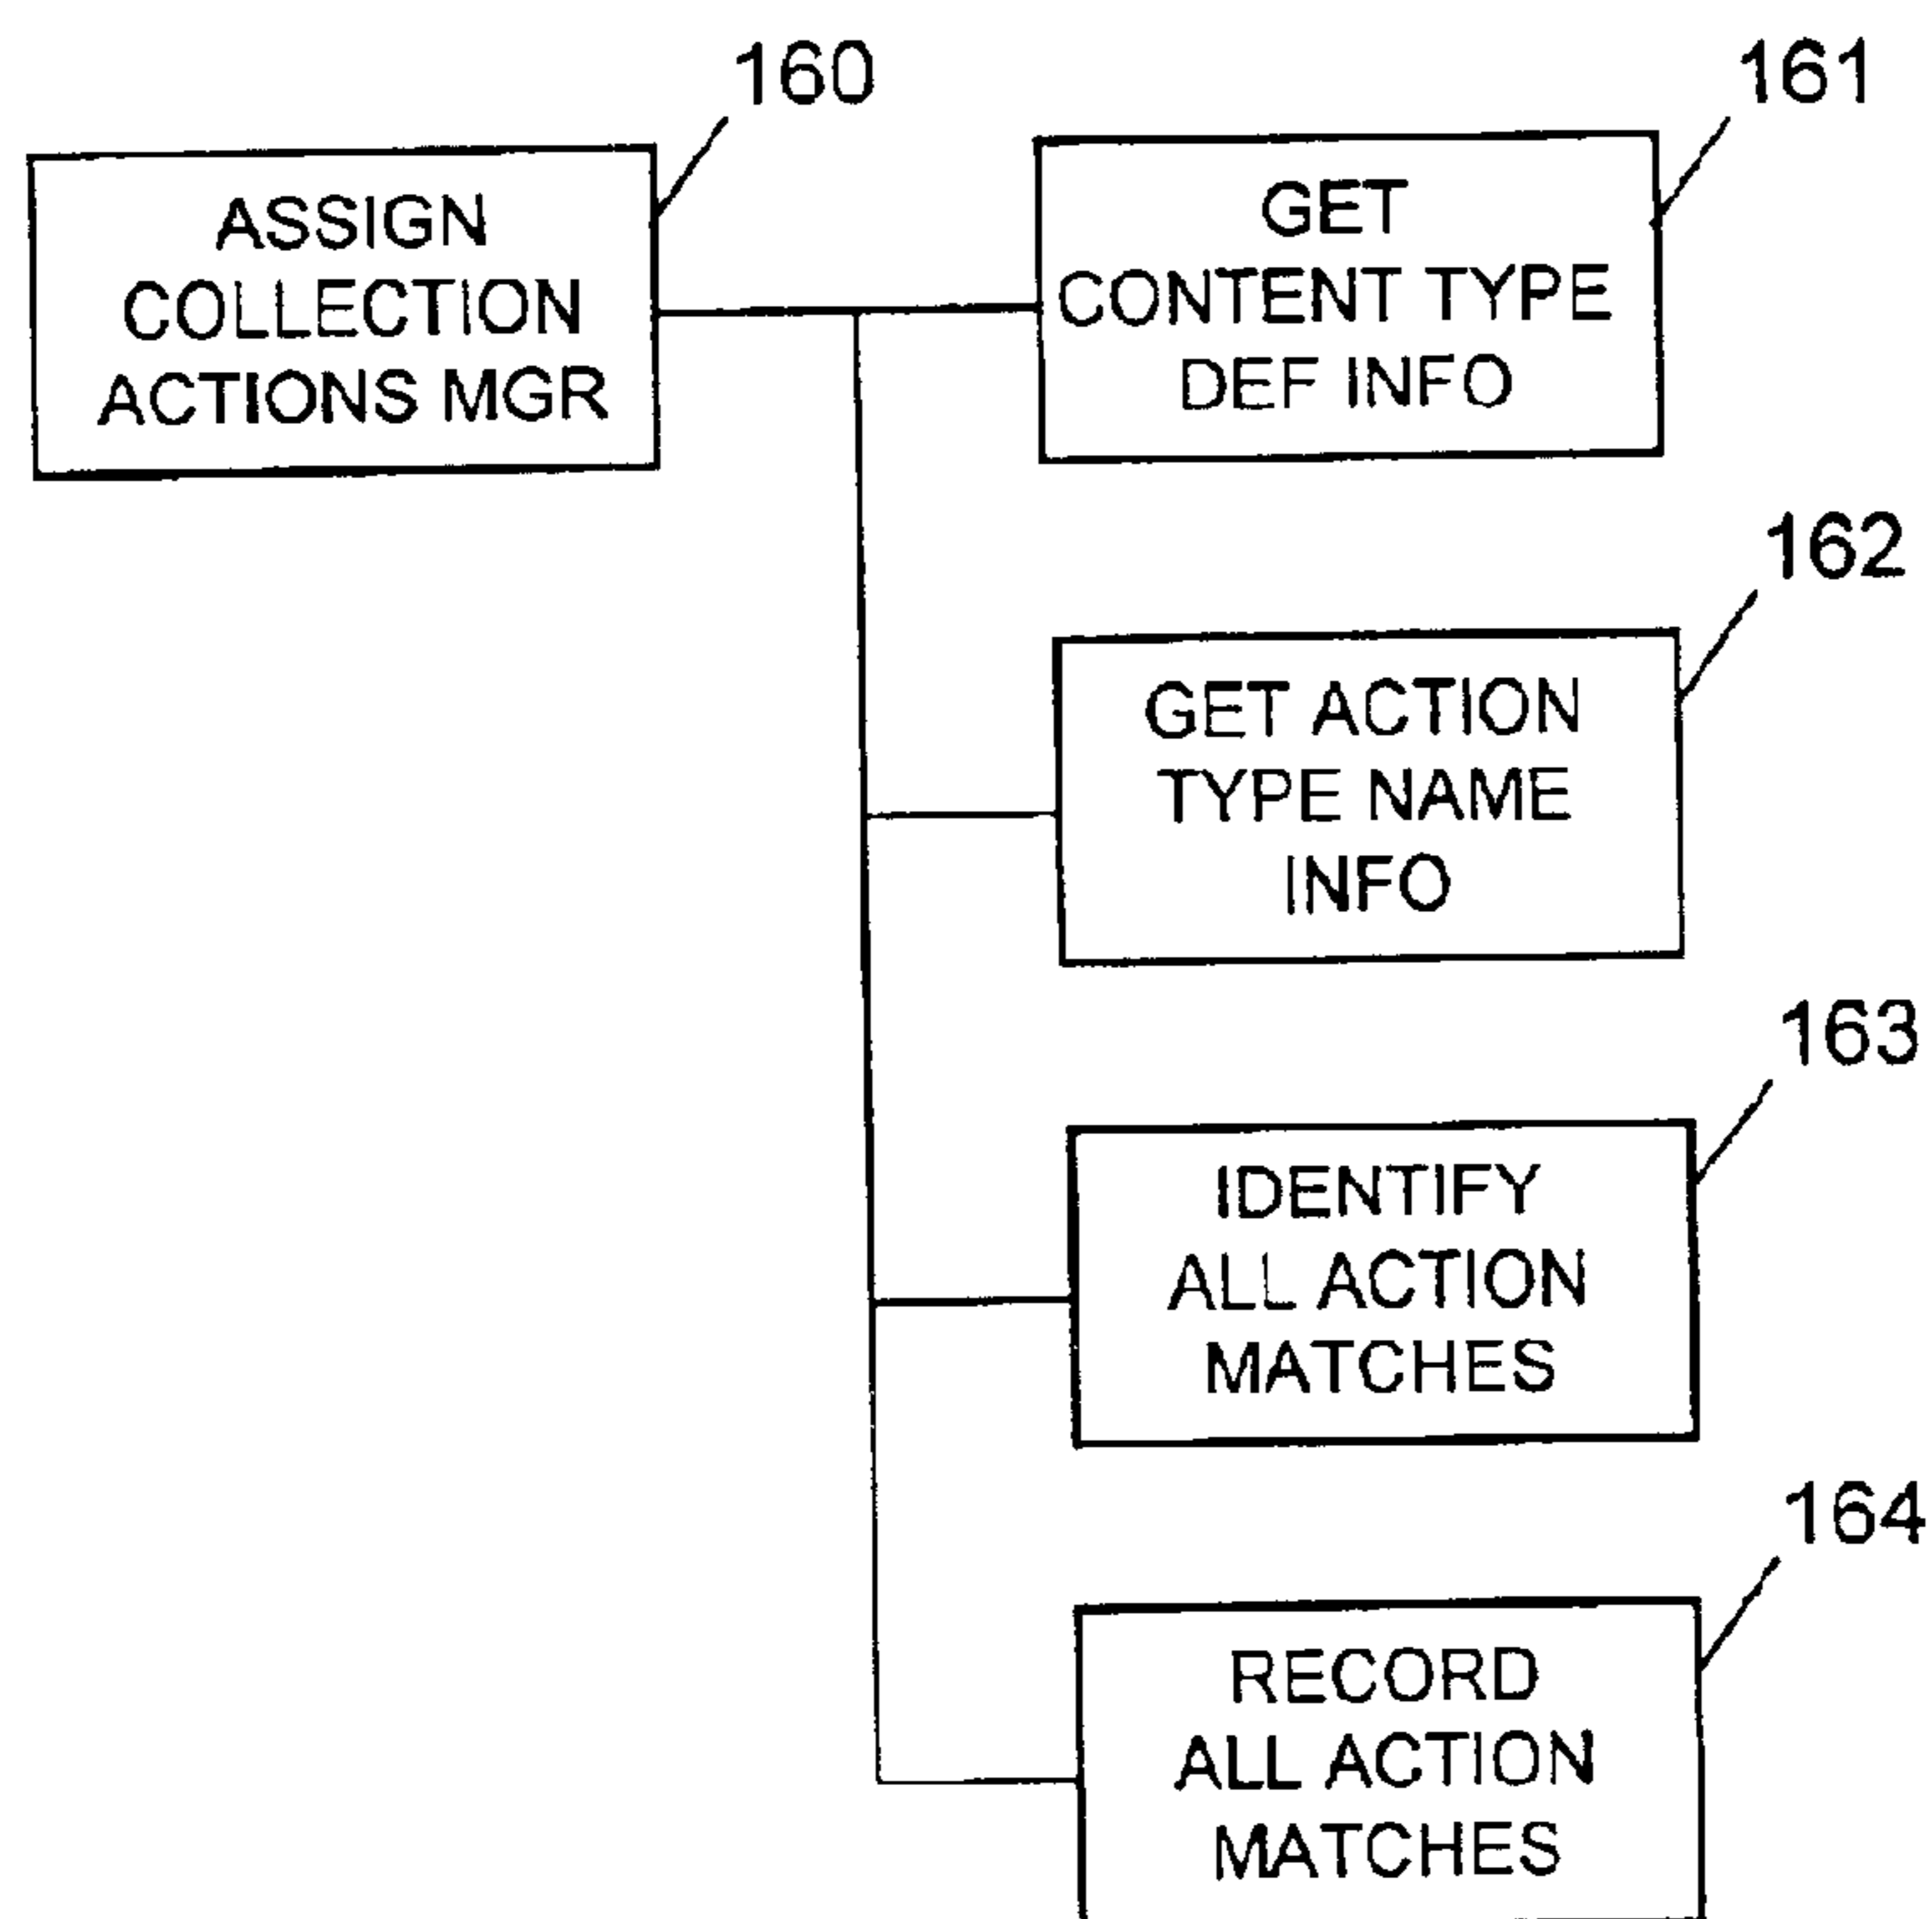 160
ASSIGN
COLLECTION
ACTIONS MGR
161
GET
CONTENT TYPE
DEF INFO
162
GET ACTION
TYPE NAME
INFO
163
IDENTIFY
ALL ACTION
MATCHES
164
RECORD
ALL ACTION
MATCHES